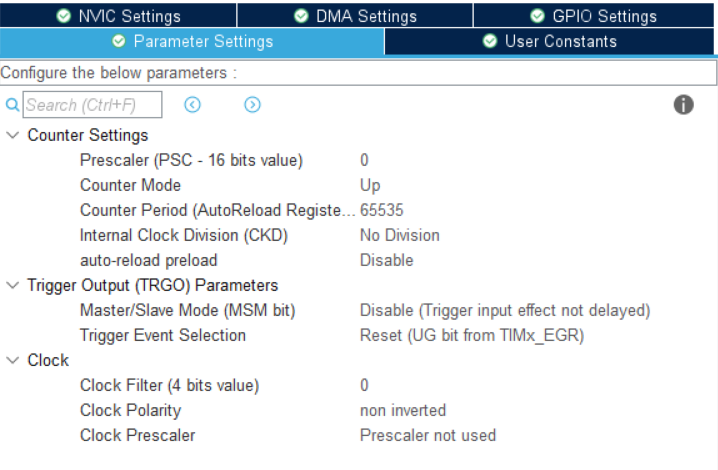 NVIC Settings DMA Settings GPIO Settings
Parameter Settings User Constants
Configure the below parameters :
Search (Ctrl+F)
Counter Settings
Prescaler (PSC - 16 bits value) 0
Counter Mode Up
Counter Period (AutoReload Registe... 65535
Internal Clock Division (CKD) No Division
auto-reload preload Disable
Trigger Output (TRGO) Parameters
Master/Slave Mode (MSM bit) Disable (Trigger input effect not delayed)
Trigger Event Selection Reset (UG bit from TIMx_EGR)
Clock
Clock Filter (4 bits value) 0
Clock Polarity non inverted
Clock Prescaler Prescaler not used